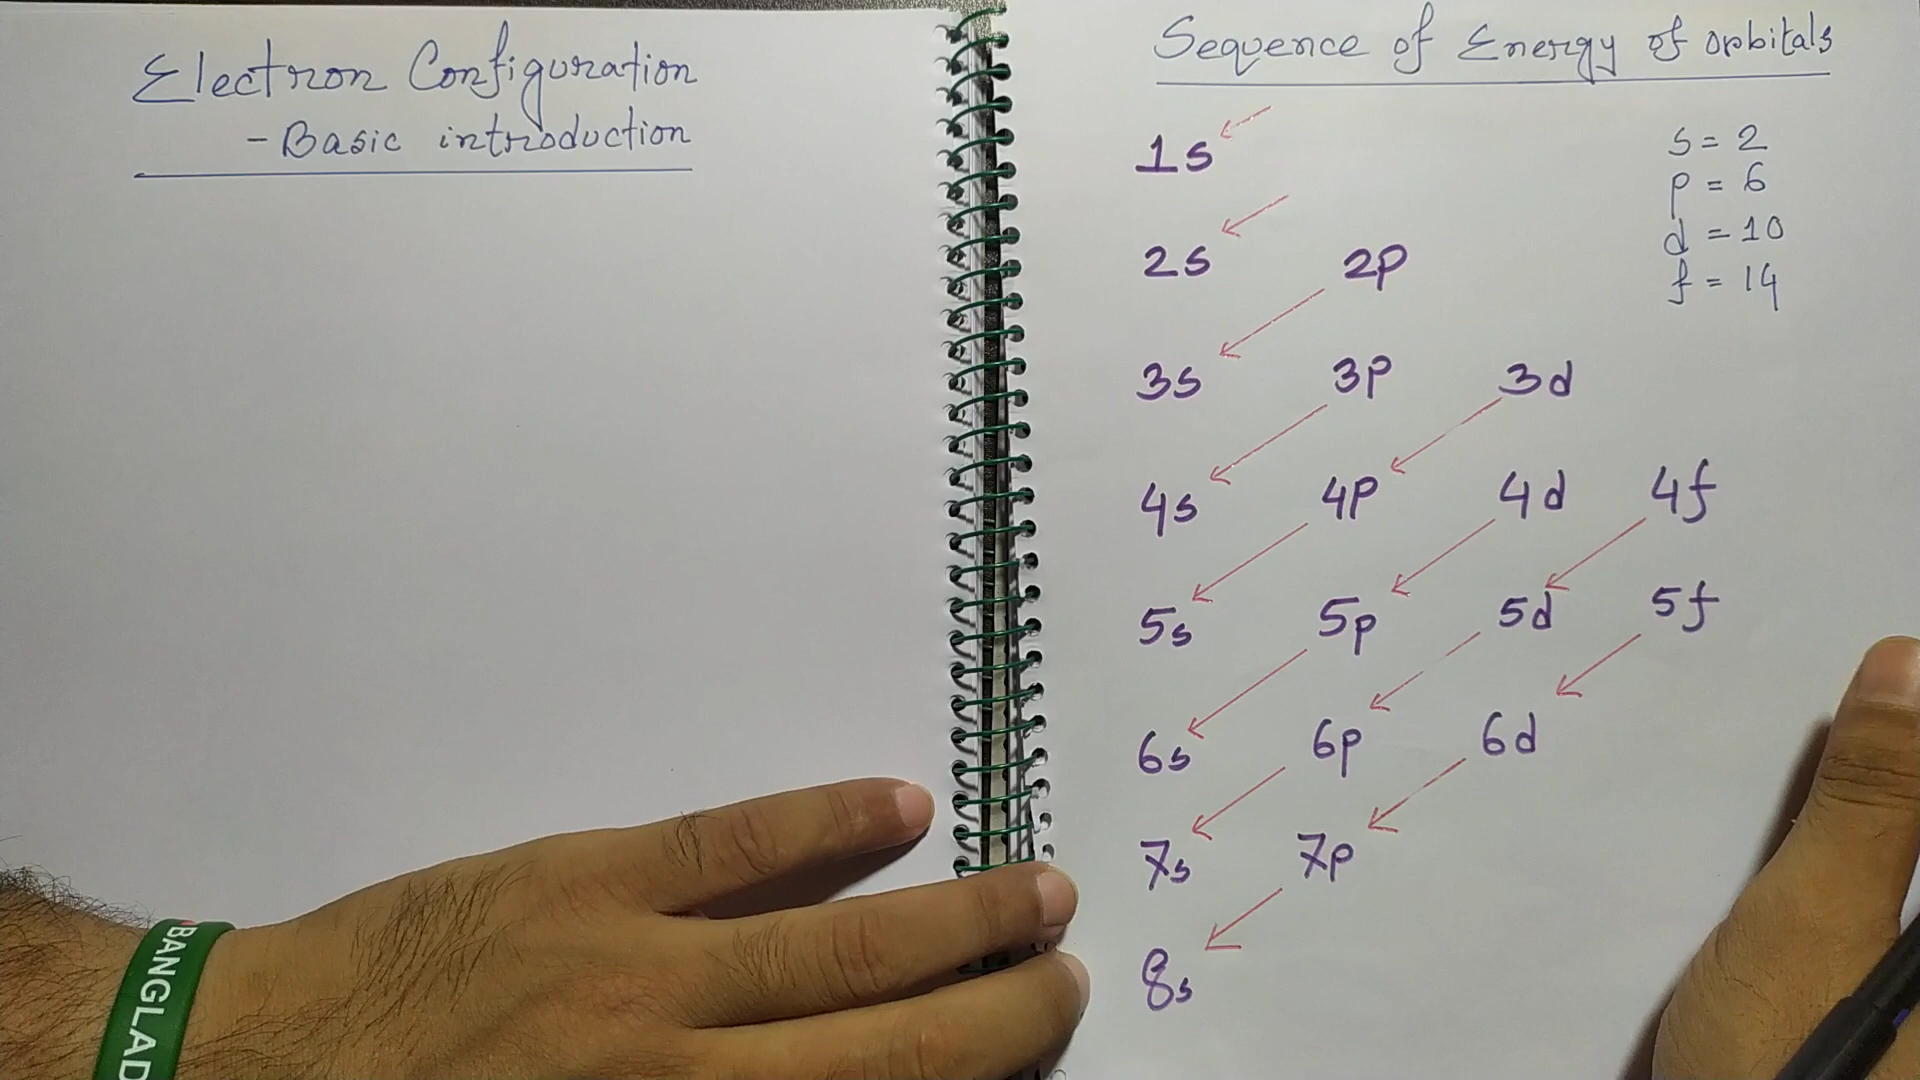 Electron Configuration
- Basic introduction
Sequence of Energy of orbitals
1s
2s 2p
3s 3p 3d
4s 4p 4d 4f
5s 5p 5d 5f
6s 6p 6d
7s 7p
8s
s = 2
p = 6
d = 10
f = 14
BANGLAD